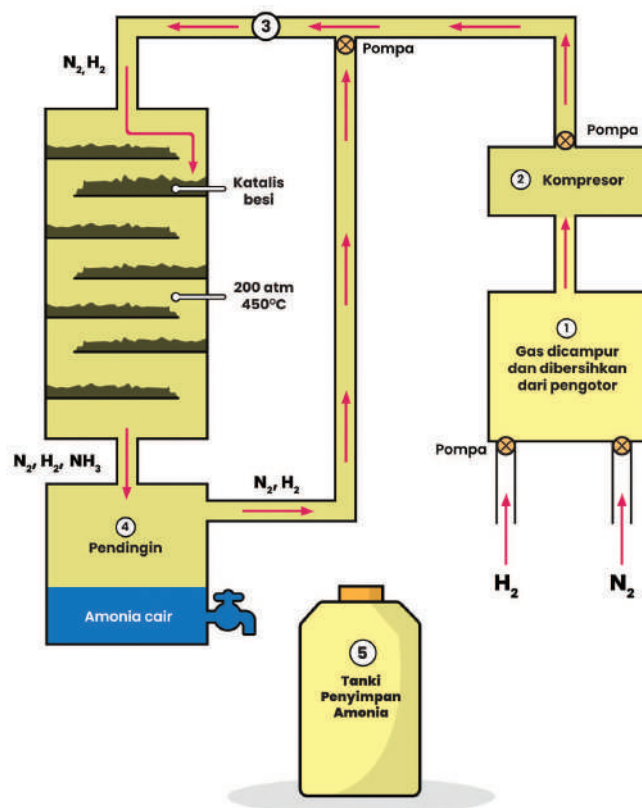 3
Pompa
N₂, H₂
Pompa
2 Kompresor
Katalis
besi
200 atm
450°C
1
Gas dicampur
dan dibersihkan
dari pengotor
N₂, H₂, NH₃
Pompa
N₂, H₂
4
Pendingin
H₂
N₂
Amonia cair
5
Tanki
Penyimpan
Amonia